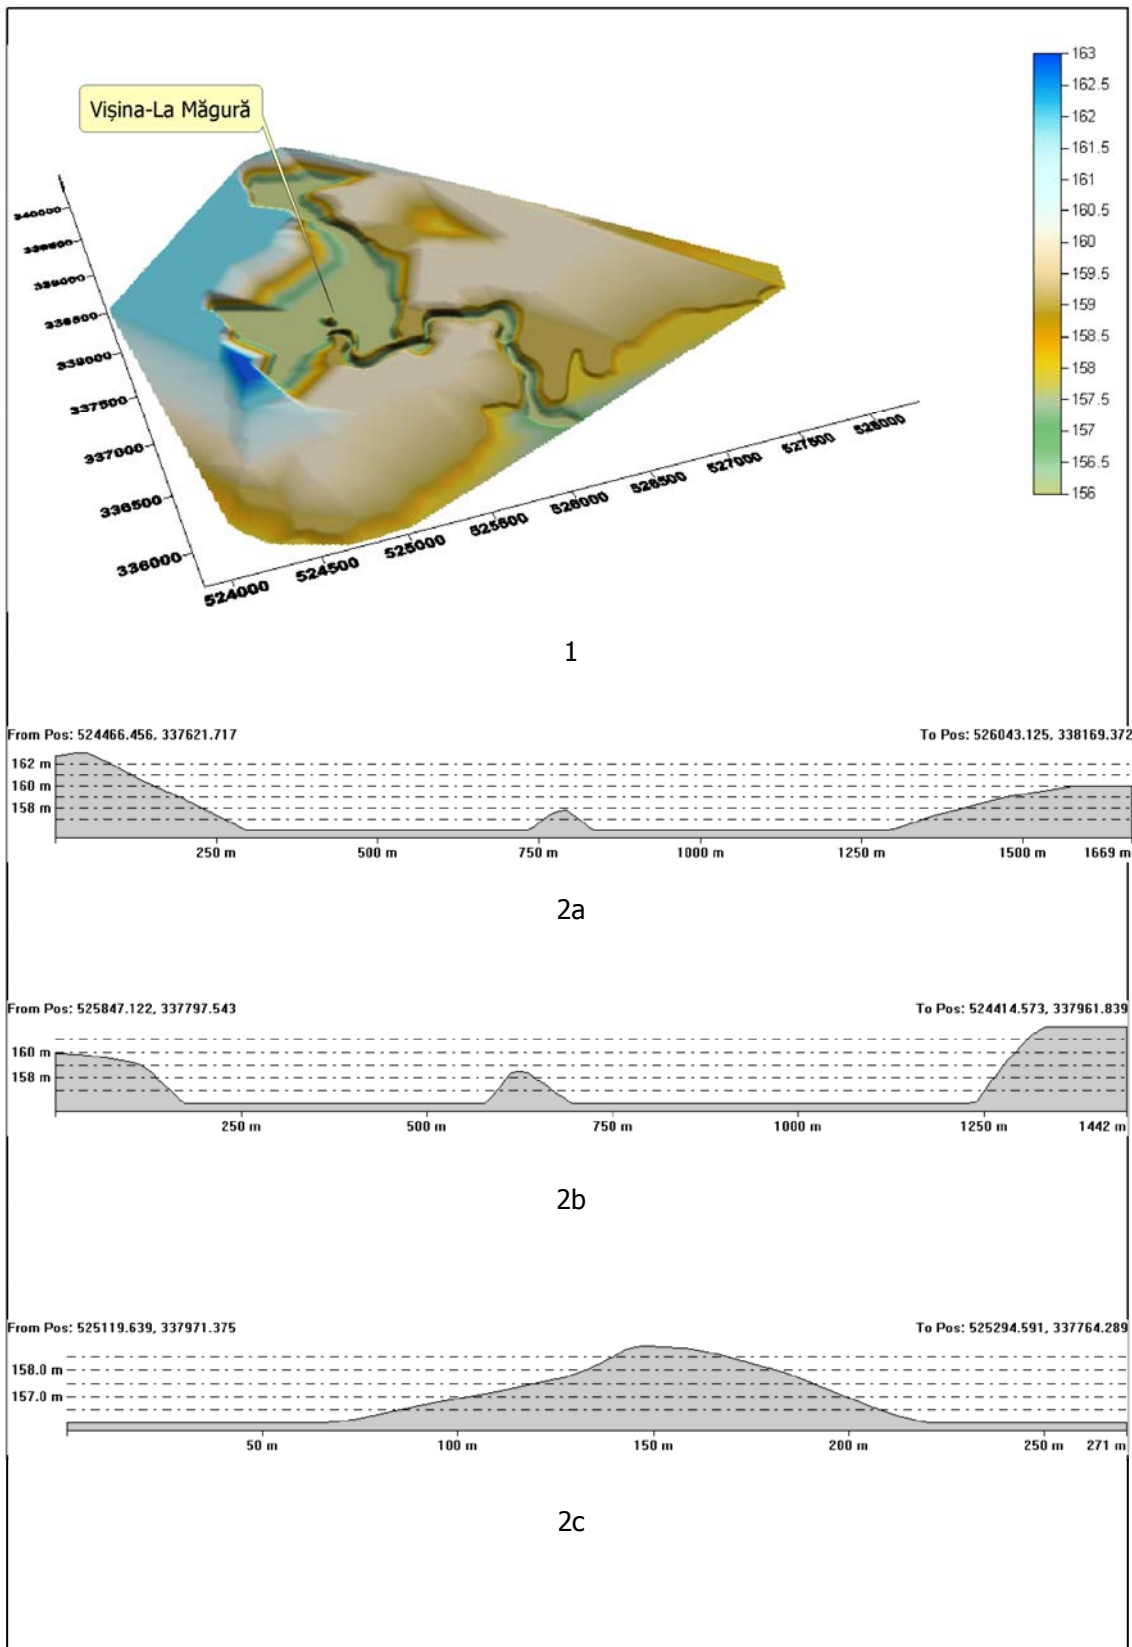 Vișina-La Măgură
163
162.5
162
161.5
161
160.5
160
159.5
159
158.5
158
157.5
157
156.5
156
340000
339500
339000
338500
338000
337500
337000
336500
336000
524000
524500
525000
525500
526000
526500
527000
527500
528000
1
From Pos: 524466.456, 337621.717 To Pos: 526043.125, 338169.372
162 m
160 m
158 m
250 m 500 m 750 m 1000 m 1250 m 1500 m 1669 m
2a
From Pos: 525847.122, 337797.543 To Pos: 524414.573, 337961.839
160 m
158 m
250 m 500 m 750 m 1000 m 1250 m 1442 m
2b
From Pos: 525119.639, 337971.375 To Pos: 525294.591, 337764.289
158.0 m
157.0 m
50 m 100 m 150 m 200 m 250 m 271 m
2c